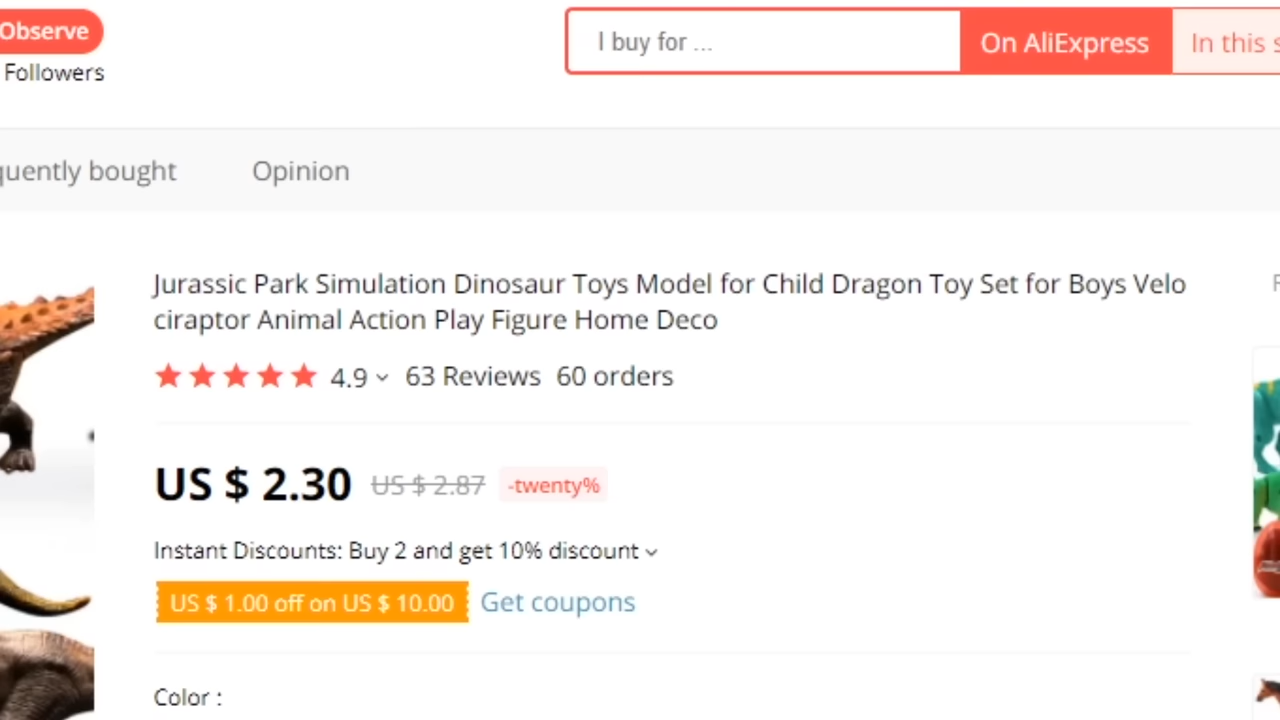 Observe
I buy for ...
On AliExpress
In this
Followers
quently bought
Opinion
Jurassic Park Simulation Dinosaur Toys Model for Child Dragon Toy Set for Boys Velo
ciraptor Animal Action Play Figure Home Deco
4.9
63 Reviews
60 orders
US $ 2.30
US $ 2.87
-twenty%
Instant Discounts: Buy 2 and get 10% discount
US $ 1.00 off on US $ 10.00
Get coupons
Color :